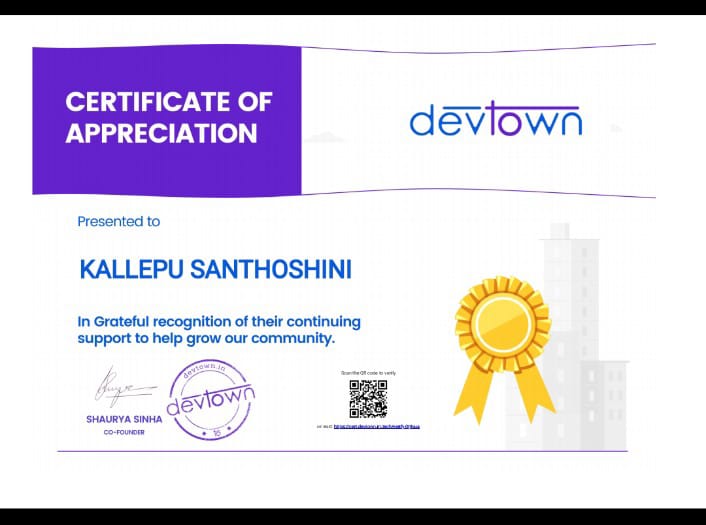 CERTIFICATE OF
APPRECIATION
devtown
Presented to
KALLEPU SANTHOSHINI
In Grateful recognition of their continuing
support to help grow our community.
devtown.in
devtown
16
SHAURYA SINHA
CO-FOUNDER
Scan the QR code to verify
or visit